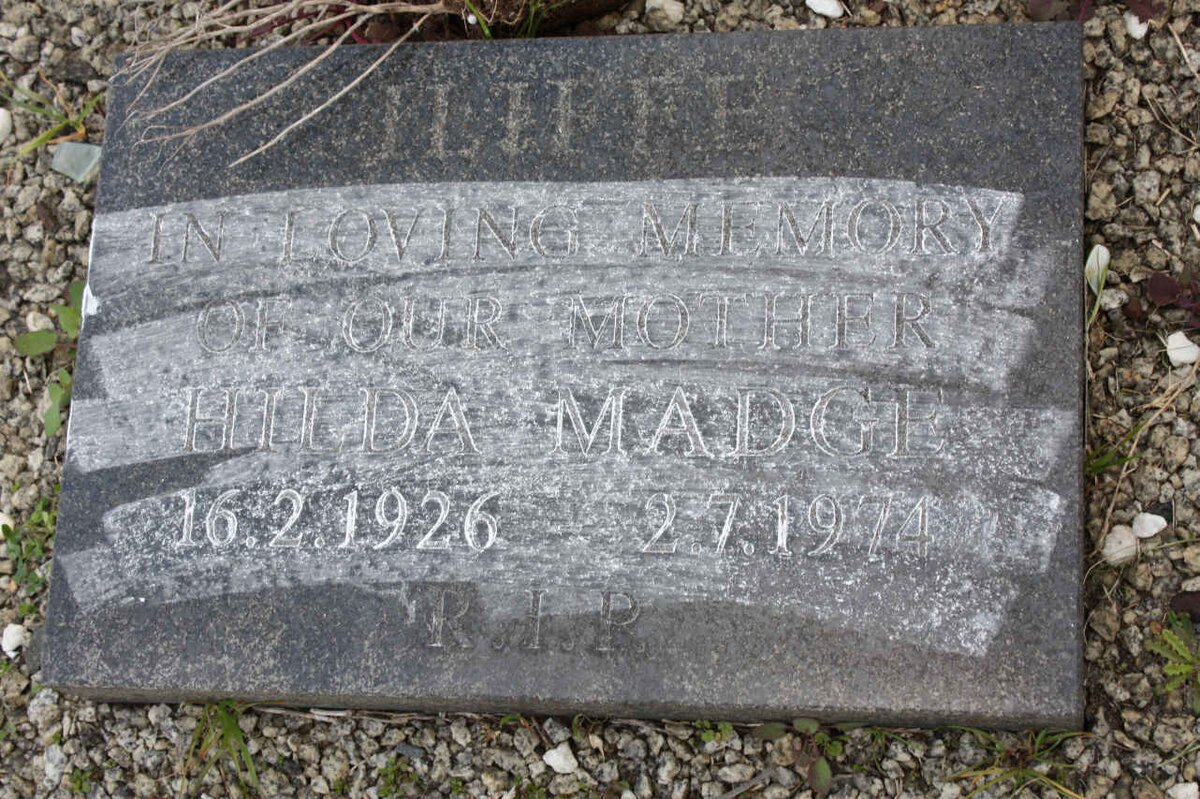 IN LOVING MEMORY
OF OUR MOTHER
HILDA MADGE
16.2.1926 - 2.7.1974
R.I.P.